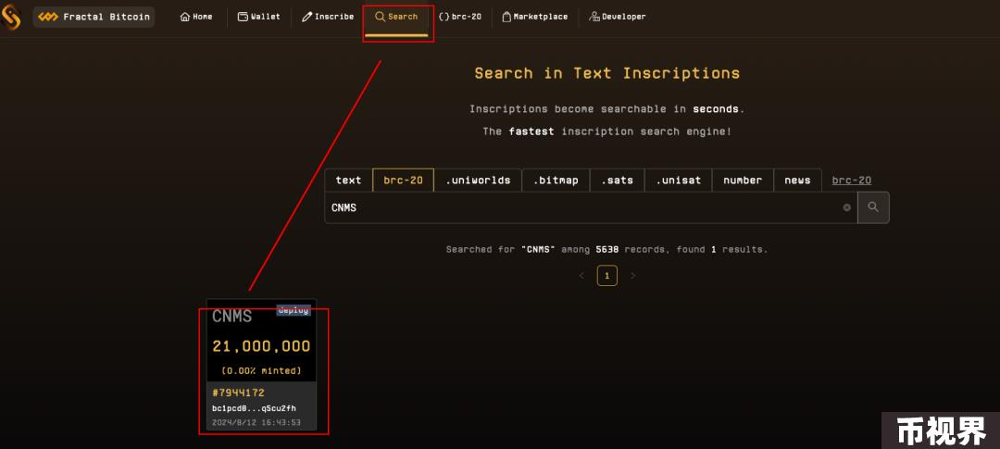 Fractal Bitcoin Home Wallet Inscribe Search brc-20 Marketplace Developer
Search in Text Inscriptions
Inscriptions become searchable in seconds.
The fastest inscription search engine!
text brc-20 .uniworlds .bitmap .sats .unisat number news brc-20
CNMS
Searched for "CNMS" among 5638 records, found 1 results.
< 1 >
deploy
CNMS
21,000,000
(0.00% minted)
#7944172
bc1pcd8...q5cu2fh
2024/8/12 16:43:53
币视界